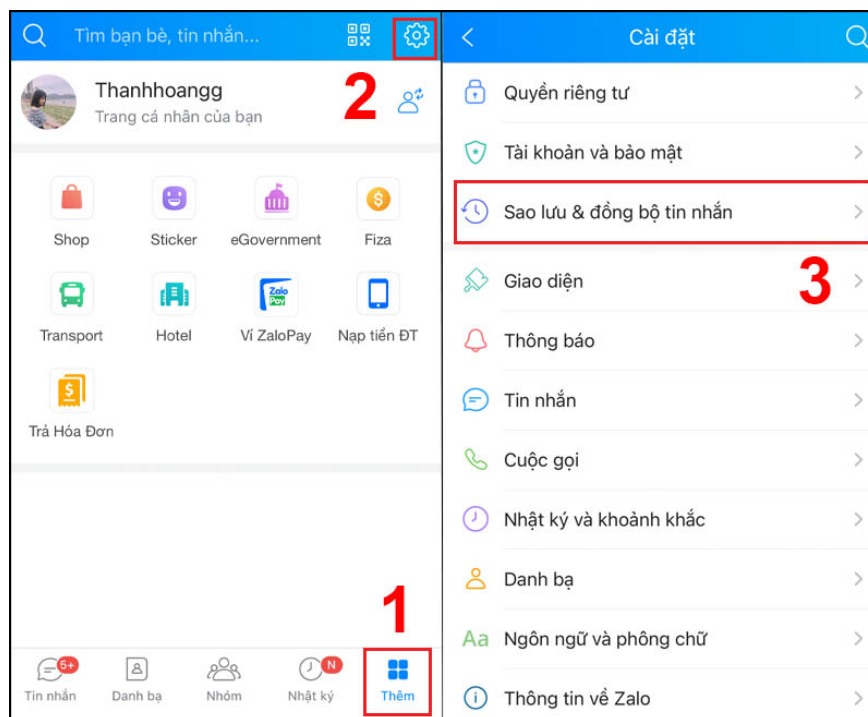 Tìm bạn bè, tin nhắn...
Thanhhoangg
Trang cá nhân của bạn
2
Shop
Sticker
eGovernment
Fiza
Transport
Hotel
Zalo
Pay
Ví ZaloPay
Nạp tiền ĐT
Trả Hóa Đơn
1
5+
N
Tin nhắn
Danh bạ
Nhóm
Nhật ký
Thêm
Cài đặt
Quyền riêng tư
Tài khoản và bảo mật
Sao lưu & đồng bộ tin nhắn
3
Giao diện
Thông báo
Tin nhắn
Cuộc gọi
Nhật ký và khoảnh khắc
Danh bạ
Aa Ngôn ngữ và phông chữ
Thông tin về Zalo